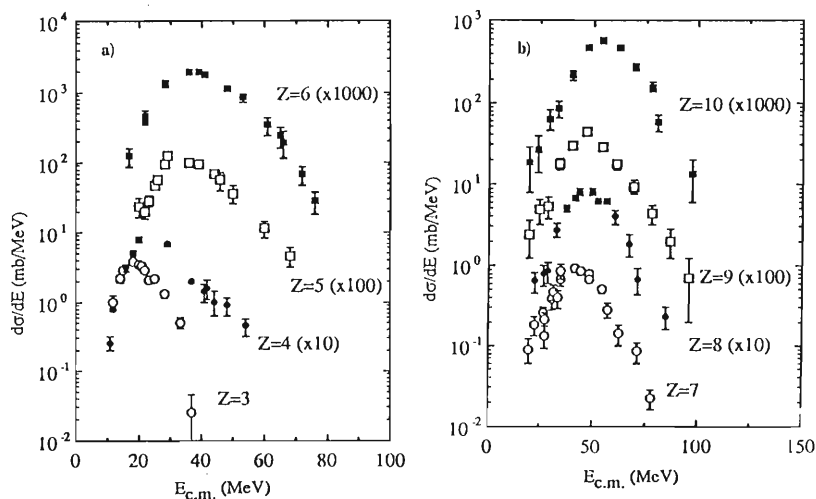 a)
dσ/dE (mb/MeV)
10^4
10^3
10^2
10^1
10^0
10^-1
10^-2
Z=6 (x1000)
Z=5 (x100)
Z=4 (x10)
Z=3
0 20 40 60 80 100
E_c.m. (MeV)
b)
dσ/dE (mb/MeV)
10^3
10^2
10^1
10^0
10^-1
10^-2
Z=10 (x1000)
Z=9 (x100)
Z=8 (x10)
Z=7
0 50 100 150
E_c.m. (MeV)